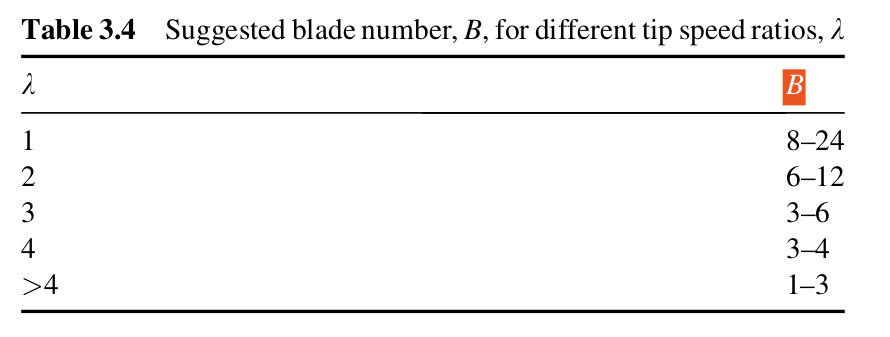 Table 3.4 Suggested blade number, B, for different tip speed ratios, λ
λ B
1 8–24
2 6–12
3 3–6
4 3–4
>4 1–3